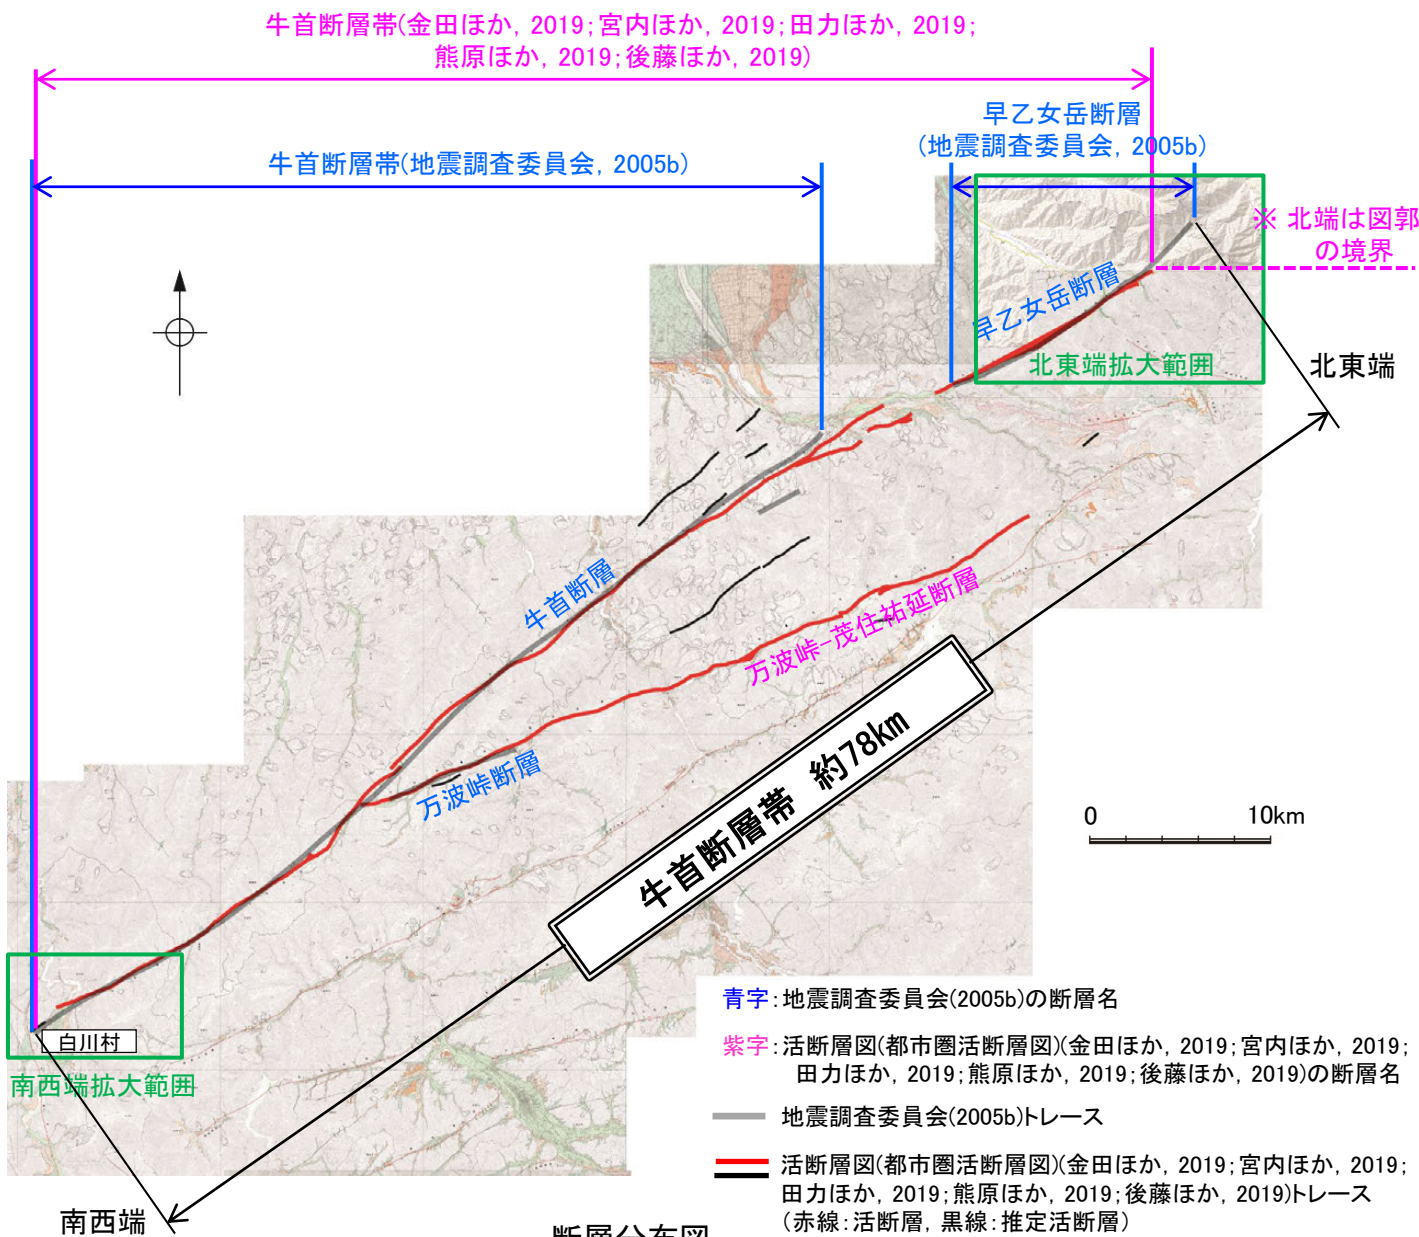 牛首断層帯(金田ほか, 2019;宮内ほか, 2019;田力ほか, 2019;
熊原ほか, 2019;後藤ほか, 2019)
早乙女岳断層
(地震調査委員会, 2005b)
牛首断層帯(地震調査委員会, 2005b)
※ 北端は図郭
の境界
早乙女岳断層
北東端拡大範囲
北東端
牛首断層
万波峠-茂住祐延断層
万波峠断層
牛首断層帯 約78km
0 10km
白川村
南西端拡大範囲
南西端
青字:地震調査委員会(2005b)の断層名
紫字:活断層図(都市圏活断層図)(金田ほか, 2019;宮内ほか, 2019;
田力ほか, 2019;熊原ほか, 2019;後藤ほか, 2019)の断層名
地震調査委員会(2005b)トレース
活断層図(都市圏活断層図)(金田ほか, 2019;宮内ほか, 2019;
田力ほか, 2019;熊原ほか, 2019;後藤ほか, 2019)トレース
(赤線:活断層, 黒線:推定活断層)
断層分布図